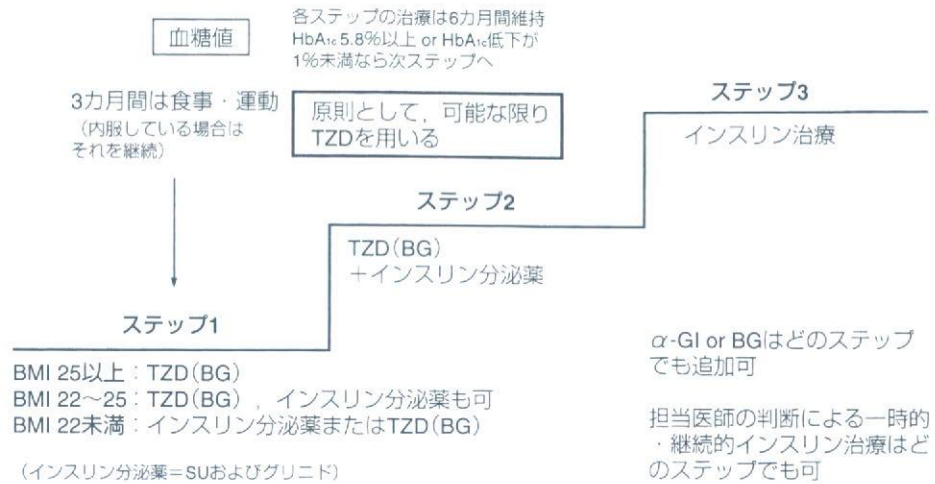 血糖値
各ステップの治療は6カ月間維持
HbA1c 5.8%以上 or HbA1c低下が
1%未満なら次ステップへ
3カ月間は食事・運動
(内服している場合は
それを継続)
原則として,可能な限り
TZDを用いる
ステップ3
インスリン治療
ステップ2
TZD(BG)
+インスリン分泌薬
ステップ1
BMI 25以上:TZD(BG)
BMI 22〜25:TZD(BG),インスリン分泌薬も可
BMI 22未満:インスリン分泌薬またはTZD(BG)
(インスリン分泌薬=SUおよびグリニド)
α-GI or BGはどのステップ
でも追加可
担当医師の判断による一時的
・継続的インスリン治療はど
のステップでも可